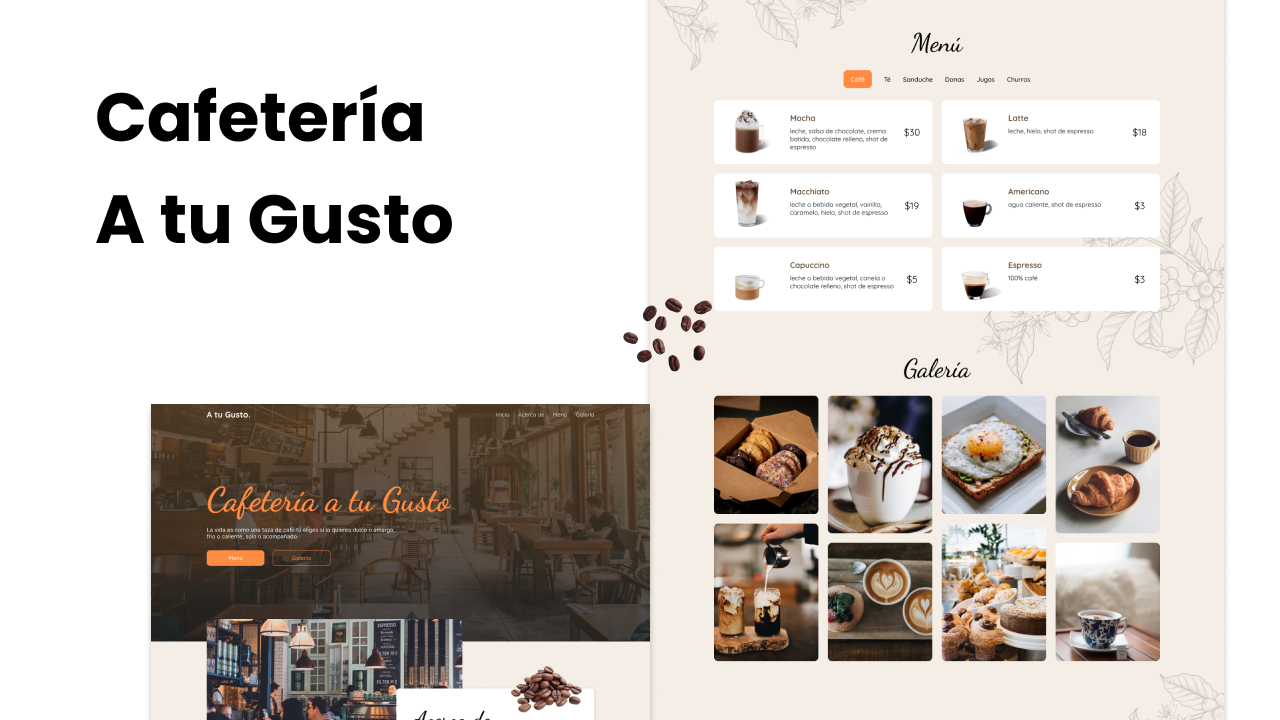 Cafetería
A tu Gusto
A tu Gusto.
Inicio Acerca de Menú Galería
Cafetería a tu Gusto
La vida es como una taza de café tú eliges si lo quieres dulce o amargo,
frío o caliente, solo o acompañado.
Menú Galería
ESPRESSO
Acerca de
Menú
Café Té Sanduche Donas Jugos Churros
Mocha
leche, salsa de chocolate, crema
batida, chocolate relleno, shot de
espresso
$30
Latte
leche, hielo, shot de espresso
$18
Macchiato
leche o bebida vegetal, vainilla,
caramelo, hielo, shot de espresso
$19
Americano
agua caliente, shot de espresso
$3
Capuccino
leche o bebida vegetal, canela o
chocolate relleno, shot de espresso
$5
Espresso
100% café
$3
Galería